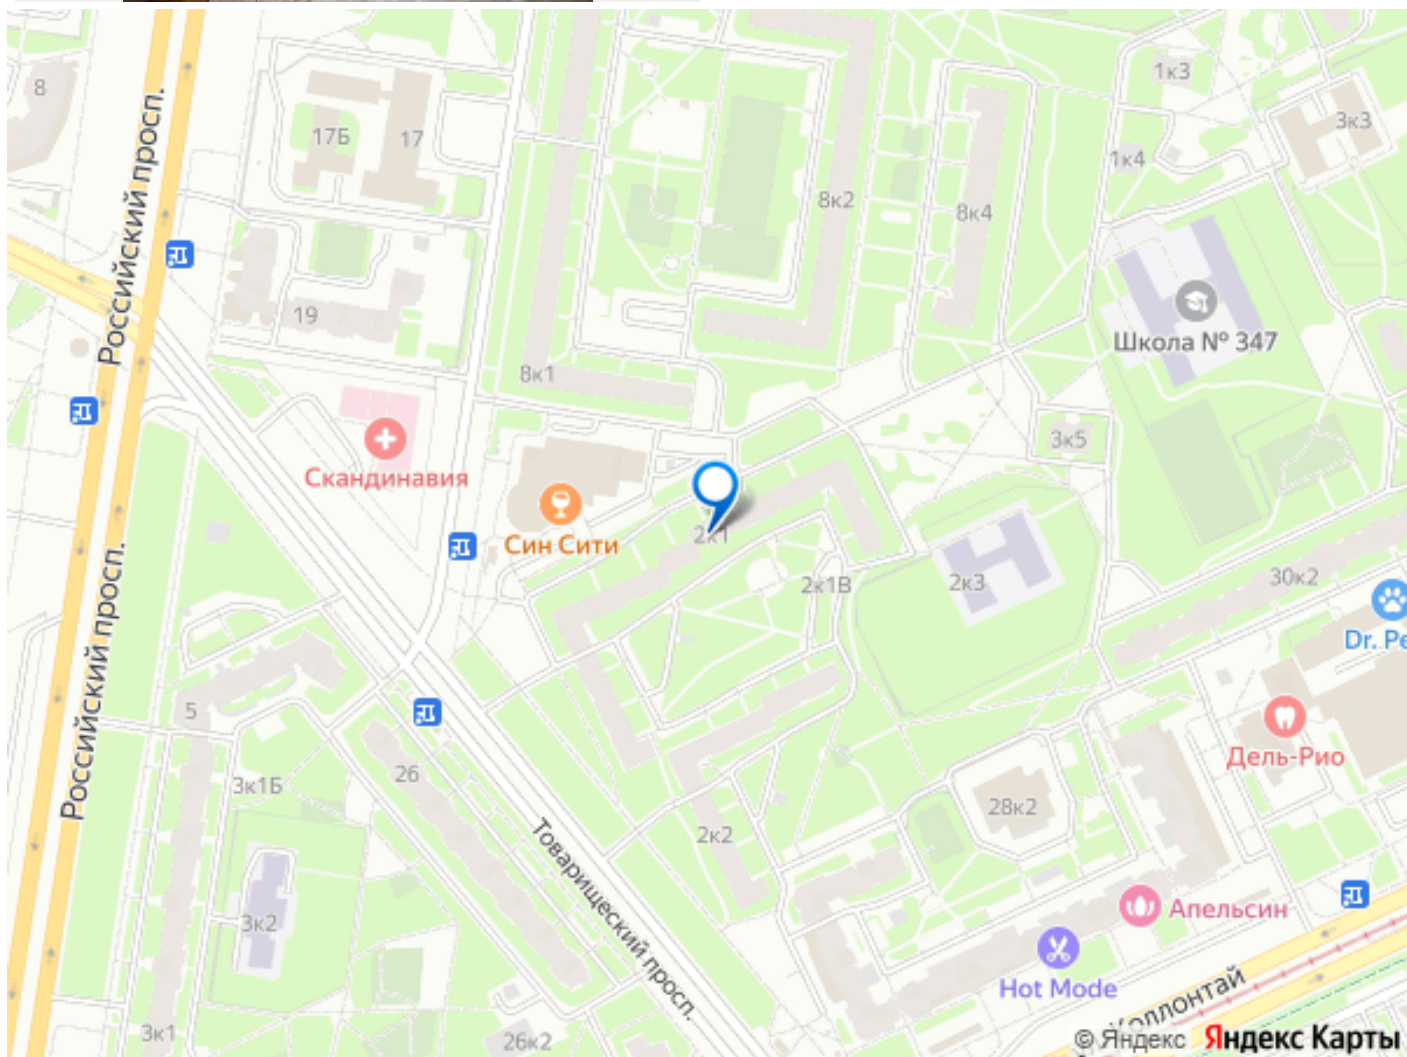 8
1к3
3к3
17Б
17
1к4
8к2
8к4
Российский просп.
19
Школа № 347
8к1
3к5
Скандинавия
Син Сити
2к1
2к1В
2к3
30к2
Российский просп.
Dr. Pe
5
Дель-Рио
26
3к1Б
28к2
2к2
Товарищеский просп.
Апельсин
3к2
Hot Mode
Коллонтай
3к1
26к2
© Яндекс Яндекс Карты